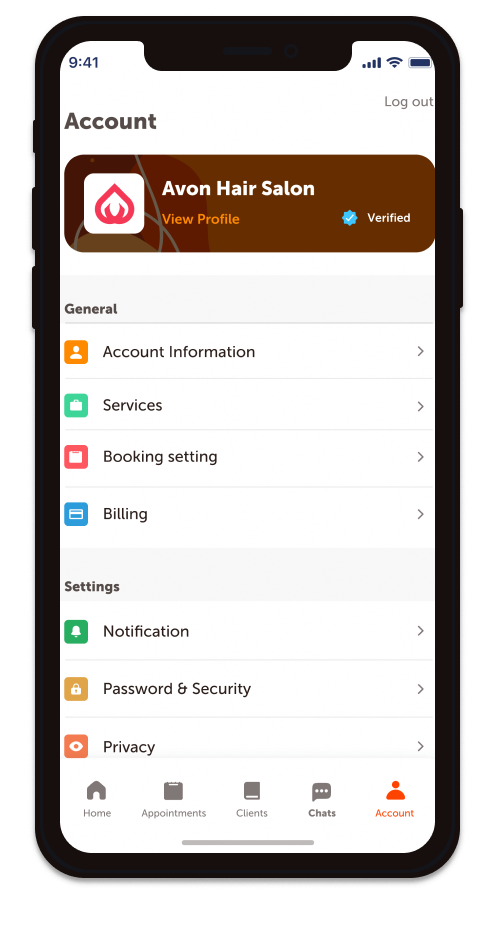 9:41
Log out
Account
Avon Hair Salon
View Profile
Verified
General
Account Information
Services
Booking setting
Billing
Settings
Notification
Password & Security
Privacy
Home Appointments Clients Chats Account